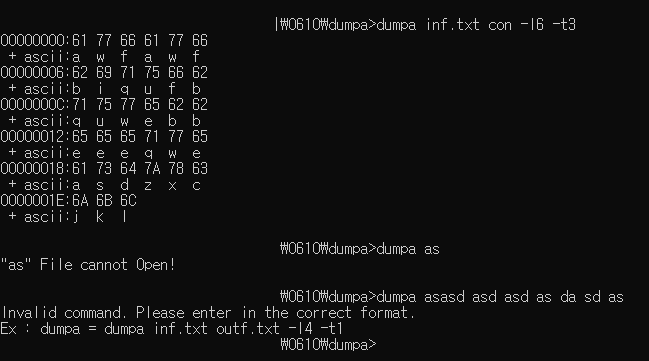 |₩0610₩dumpa>dumpa inf.txt con -l6 -t3
00000000:61 77 66 61 77 66
+ ascii:a w f a w f
00000006:62 69 71 75 66 62
+ ascii:b i q u f b
0000000C:71 75 77 65 62 62
+ ascii:q u w e b b
00000012:65 65 65 71 77 65
+ ascii:e e e q w e
00000018:61 73 64 7A 78 63
+ ascii:a s d z x c
0000001E:6A 6B 6C
+ ascii:j k l
₩0610₩dumpa>dumpa as
"as" File cannot Open!
₩0610₩dumpa>dumpa asasd asd asd as da sd as
Invalid command. Please enter in the correct format.
Ex : dumpa = dumpa inf.txt outf.txt -l4 -t1
₩0610₩dumpa>